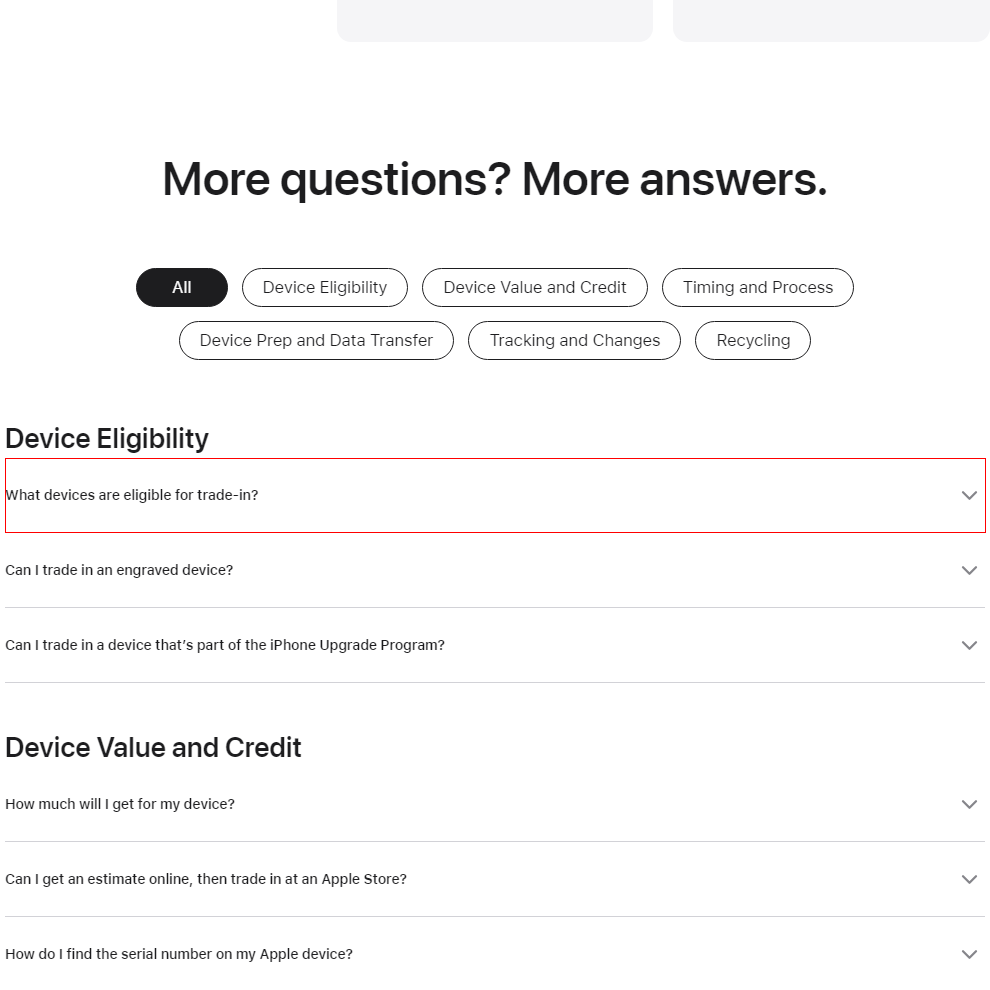 More questions? More answers.
All Device Eligibility Device Value and Credit Timing and Process
Device Prep and Data Transfer Tracking and Changes Recycling
Device Eligibility
What devices are eligible for trade-in?
Can I trade in an engraved device?
Can I trade in a device that’s part of the iPhone Upgrade Program?
Device Value and Credit
How much will I get for my device?
Can I get an estimate online, then trade in at an Apple Store?
How do I find the serial number on my Apple device?